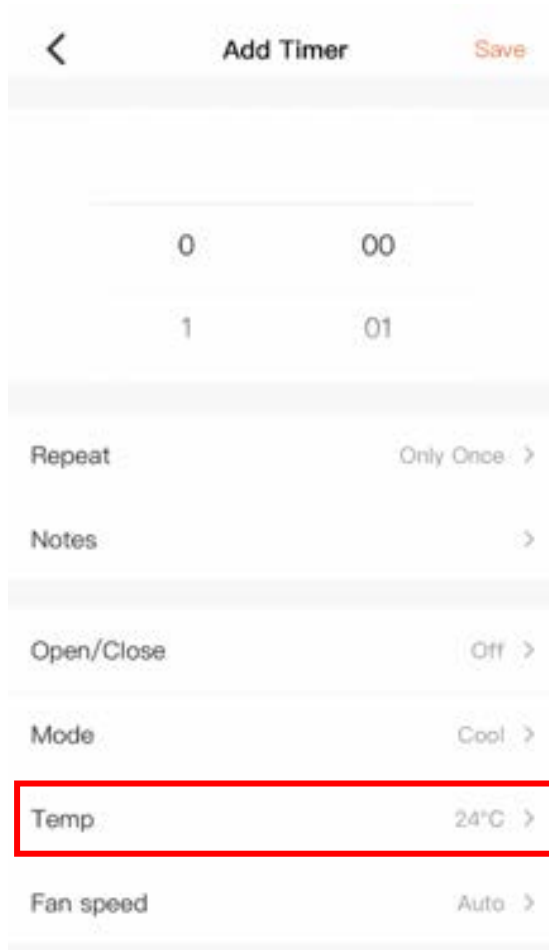 Add Timer Save
0 00
1 01
Repeat Only Once
Notes
Open/Close Off
Mode Cool
Temp 24°C
Fan speed Auto